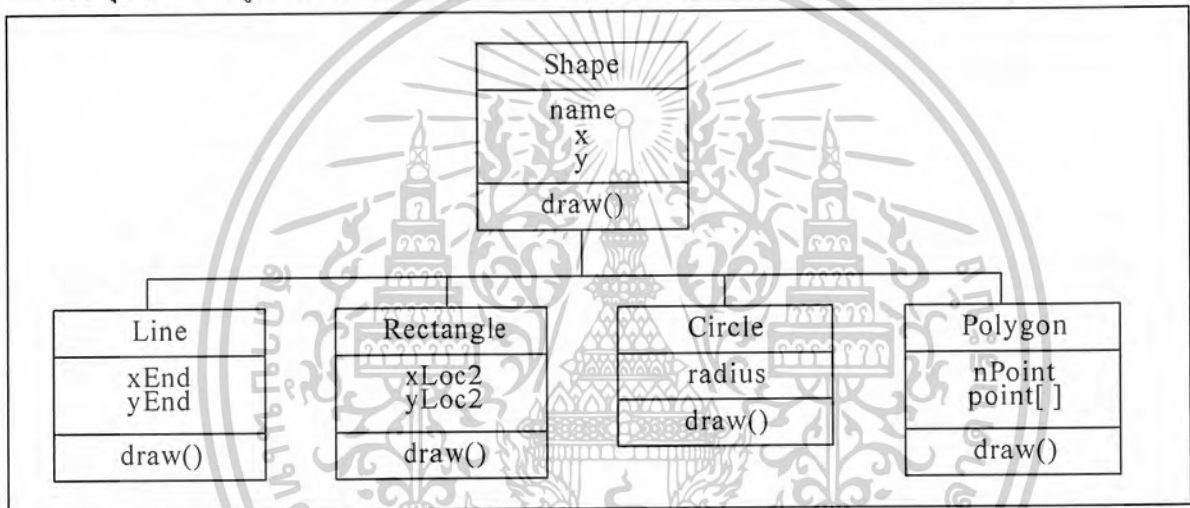 Shape
name
x
y
draw()
Line
xEnd
yEnd
draw()
Rectangle
xLoc2
yLoc2
draw()
Circle
radius
draw()
Polygon
nPoint
point[ ]
draw()